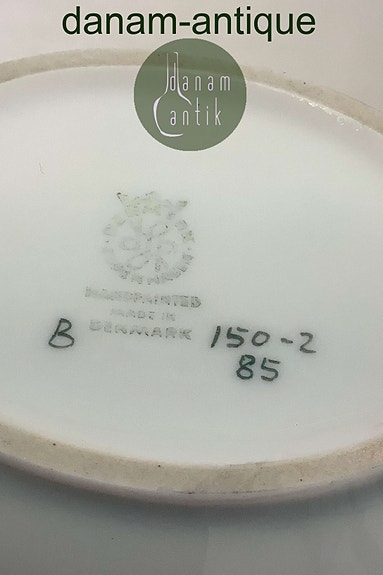 danam-antique
danam
antik
HANDPAINTED
MADE IN
DENMARK
B
150-2
85